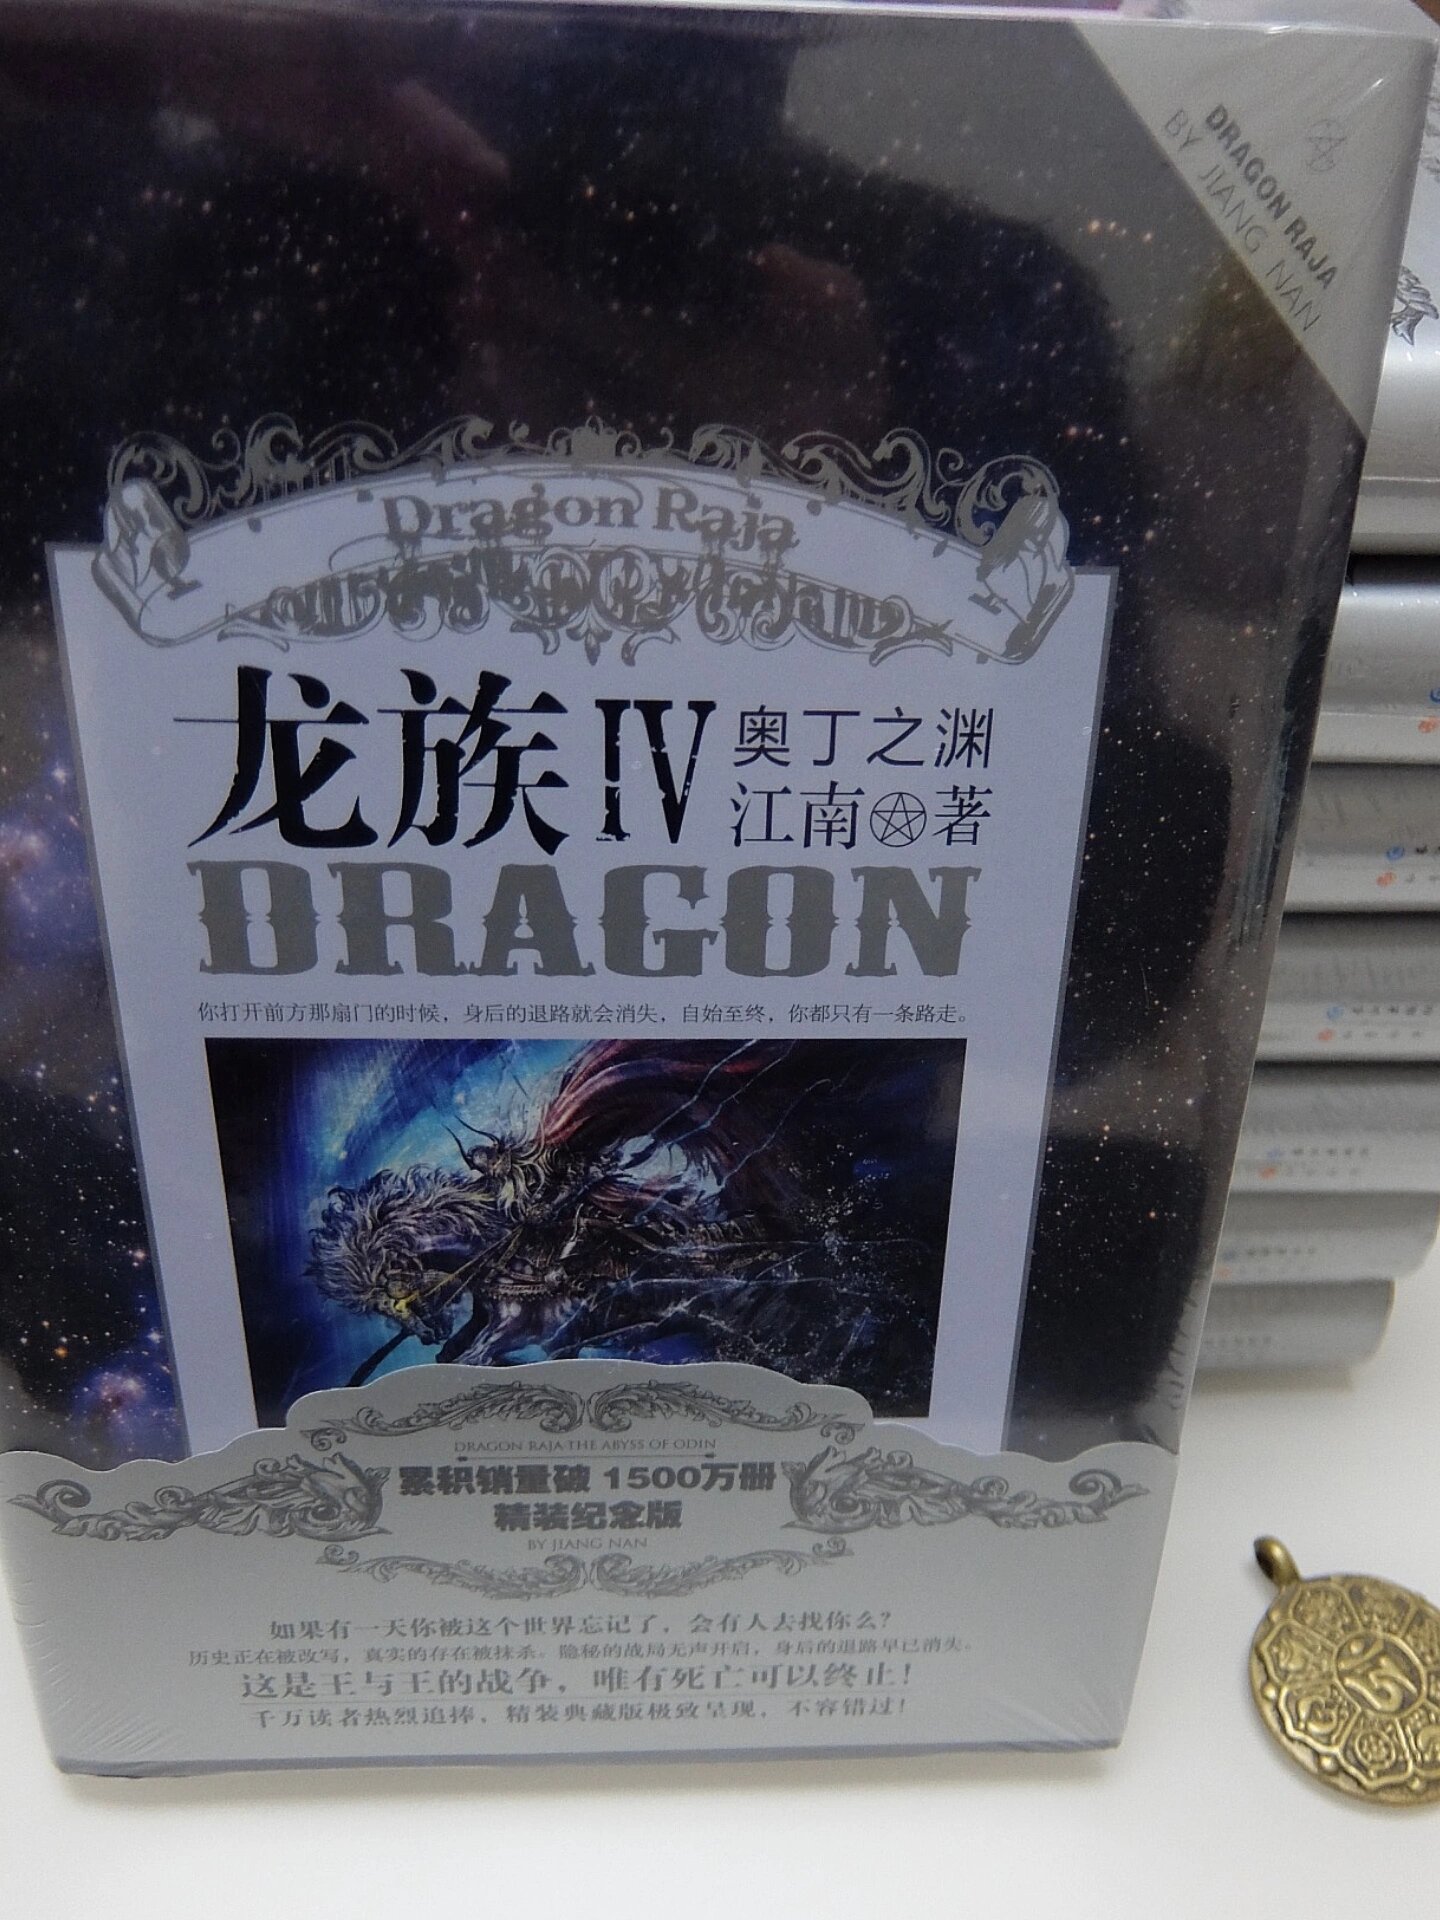 DRAGON RAJA
BY JIANG NAN
Dragon Raja
龙族IV 奥丁之渊
江南 著
DRAGON
你打开前方那扇门的时候，身后的退路就会消失，自始至终，你都只有一条路走。
DRAGON RAJA·THE ABYSS OF ODIN
累积销量破 1500万册
精装纪念版
BY JIANG NAN
如果有一天你被这个世界忘记了，会有人去找你么？
历史正在被改写，真实的存在被抹杀。隐秘的战局无声开启，身后的退路早已消失。
这是王与王的战争，唯有死亡可以终止！
千万读者热烈追捧，精装典藏版极致呈现，不容错过！